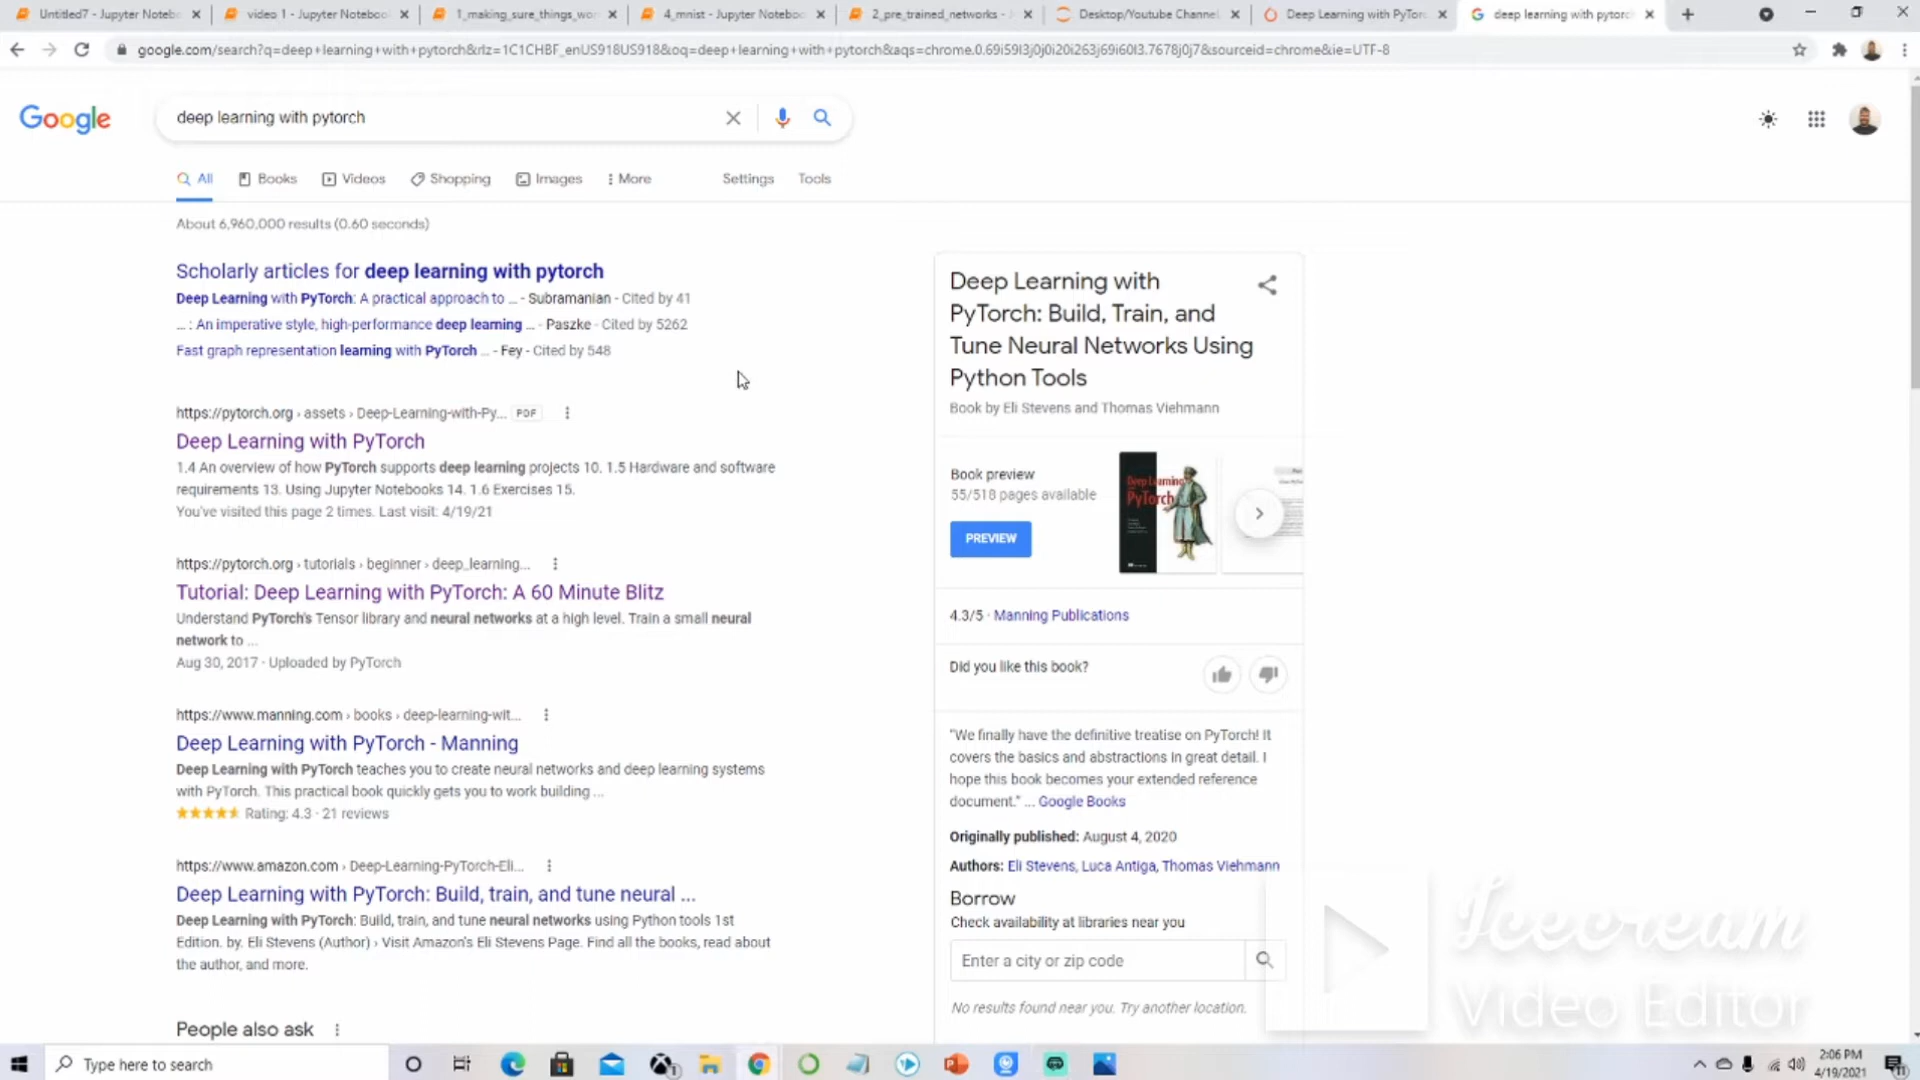 Untitled7 - Jupyter Notebo
video 1 - Jupyter Noteboo
1_making_sure_things_wor
4_mnist - Jupyter Noteboo
2_pre_trained_networks - J
Desktop/Youtube Channel
Deep Learning with PyTorc
deep learning with pytorch
google.com/search?q=deep+learning+with+pytorch&rlz=1C1CHBF_enUS918US918&oq=deep+learning+with+pytorch&aqs=chrome.0.69i59l3j0j0i20i263j69i60l3.7678j0j7&sourceid=chrome&ie=UTF-8
Google
deep learning with pytorch
All
Books
Videos
Shopping
Images
More
Settings
Tools
About 6,960,000 results (0.60 seconds)
Scholarly articles for deep learning with pytorch
Deep Learning with PyTorch: A practical approach to ... - Subramanian - Cited by 41
... : An imperative style, high-performance deep learning ... - Paszke - Cited by 5262
Fast graph representation learning with PyTorch ... - Fey - Cited by 548
https://pytorch.org › assets › Deep-Learning-with-Py... PDF
Deep Learning with PyTorch
1.4 An overview of how PyTorch supports deep learning projects 10. 1.5 Hardware and software
requirements 13. Using Jupyter Notebooks 14. 1.6 Exercises 15.
You've visited this page 2 times. Last visit: 4/19/21
https://pytorch.org › tutorials › beginner › deep_learning...
Tutorial: Deep Learning with PyTorch: A 60 Minute Blitz
Understand PyTorch's Tensor library and neural networks at a high level. Train a small neural
network to ...
Aug 30, 2017 · Uploaded by PyTorch
https://www.manning.com › books › deep-learning-wit...
Deep Learning with PyTorch - Manning
Deep Learning with PyTorch teaches you to create neural networks and deep learning systems
with PyTorch. This practical book quickly gets you to work building ...
Rating: 4.3 · 21 reviews
https://www.amazon.com › Deep-Learning-PyTorch-Eli...
Deep Learning with PyTorch: Build, train, and tune neural ...
Deep Learning with PyTorch: Build, train, and tune neural networks using Python tools 1st
Edition. by. Eli Stevens (Author) › Visit Amazon's Eli Stevens Page. Find all the books, read about
the author, and more.
People also ask
Deep Learning with
PyTorch: Build, Train, and
Tune Neural Networks Using
Python Tools
Book by Eli Stevens and Thomas Viehmann
Book preview
55/518 pages available
PREVIEW
Deep Learning
PyTorch
4.3/5 · Manning Publications
Did you like this book?
"We finally have the definitive treatise on PyTorch! It
covers the basics and abstractions in great detail. I
hope this book becomes your extended reference
document." ... Google Books
Originally published: August 4, 2020
Authors: Eli Stevens, Luca Antiga, Thomas Viehmann
Borrow
Check availability at libraries near you
Enter a city or zip code
No results found near you. Try another location.
Icecream
Video Editor
Type here to search
2:06 PM
4/19/2021